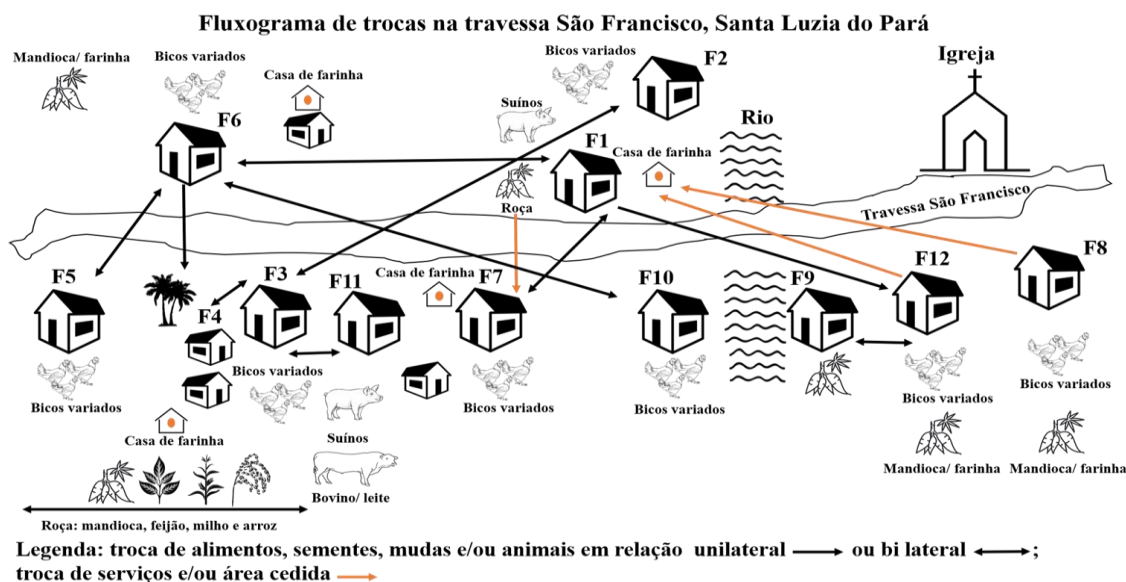 Fluxograma de trocas na travessa São Francisco, Santa Luzia do Pará
Mandioca/ farinha
Bicos variados
Casa de farinha
F6
Bicos variados
F2
Suínos
F1
Casa de farinha
Roça
Rio
Igreja
Travessa São Francisco
F5
Bicos variados
F4
F3
F11
Casa de farinha
F7
F10
F9
F12
F8
Bicos variados
Suínos
Bovino/ leite
Casa de farinha
Bicos variados
Bicos variados
Bicos variados
Mandioca/ farinha
Bicos variados
Mandioca/ farinha
Roça: mandioca, feijão, milho e arroz
Legenda: troca de alimentos, sementes, mudas e/ou animais em relação unilateral ou bi lateral ;
troca de serviços e/ou área cedida